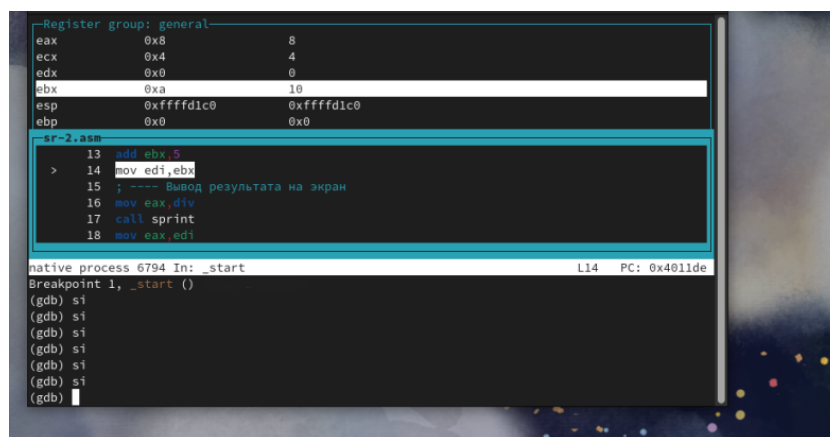 Register group: general
eax 0x8 8
ecx 0x4 4
edx 0x0 0
ebx 0xa 10
esp 0xffffd1c0 0xffffd1c0
ebp 0x0 0x0
sr-2.asm
13 add ebx,5
> 14 mov edi,ebx
15 ; ---- Вывод результата на экран
16 mov eax,div
17 call sprint
18 mov eax,edi
native process 6794 In: _start L14 PC: 0x4011de
Breakpoint 1, _start ()
(gdb) si
(gdb) si
(gdb) si
(gdb) si
(gdb) si
(gdb) si
(gdb)